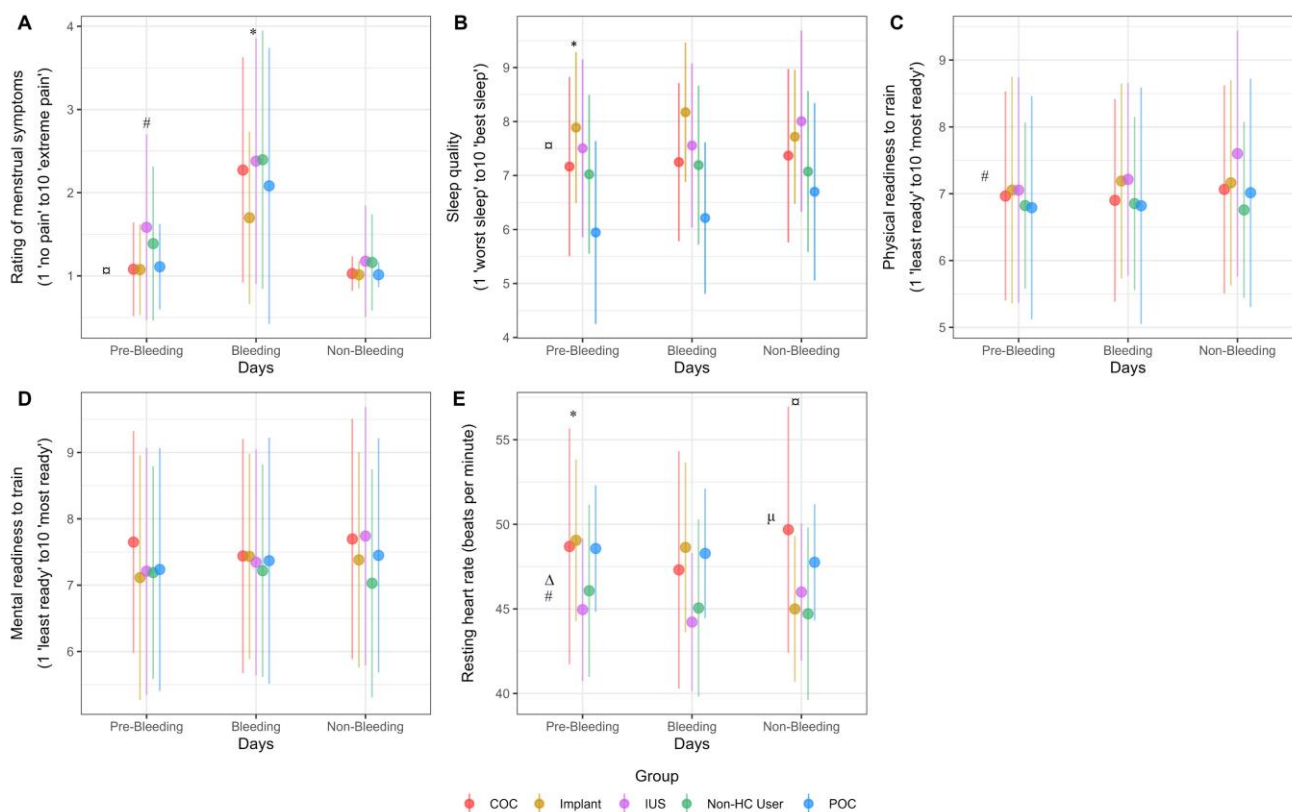 A
Rating of menstrual symptoms
(1 'no pain' to10 'extreme pain')
4
3
2
1
*
#
¤
Pre-Bleeding Bleeding Non-Bleeding
Days
B
Sleep quality
(1 'worst sleep' to10 'best sleep')
9
8
7
6
5
4
*
¤
Pre-Bleeding Bleeding Non-Bleeding
Days
C
Physical readiness to rrain
(1 'least ready' to10 'most ready')
9
8
7
6
5
#
Pre-Bleeding Bleeding Non-Bleeding
Days
D
Mental readiness to train
(1 'least ready' to10 'most ready')
9
8
7
6
Pre-Bleeding Bleeding Non-Bleeding
Days
E
Resting heart rate (beats per minute)
55
50
45
40
*
¤
μ
Δ
#
Pre-Bleeding Bleeding Non-Bleeding
Days
Group
COC Implant IUS Non-HC User POC